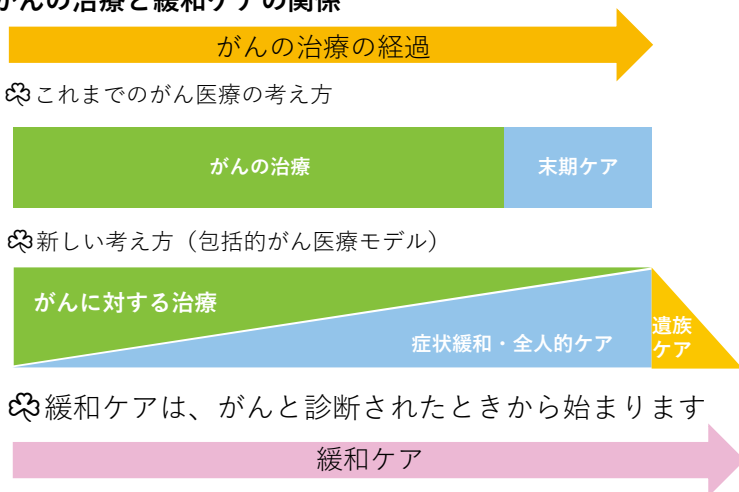 がんの治療と緩和ケアの関係
がんの治療の経過
これまでのがん医療の考え方
がんの治療
末期ケア
新しい考え方（包括的がん医療モデル）
がんに対する治療
症状緩和・全人的ケア
遺族
ケア
緩和ケアは、がんと診断されたときから始まります
緩和ケア